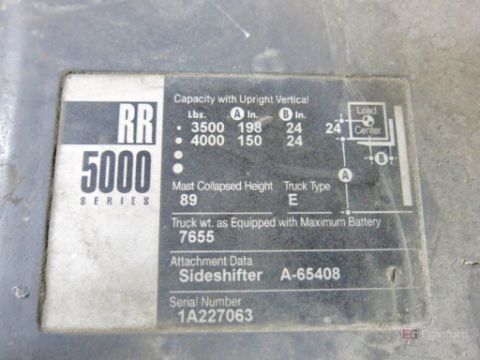 RR
5000
SERIES
Capacity with Upright Vertical
Lbs. A In. B In.
3500 198 24
4000 150 24
24
Load
Center
A
B
Mast Collapsed Height Truck Type
89 E
Truck wt. as Equipped with Maximum Battery
7655
Attachment Data
Sideshifter A-65408
Serial Number
1A227063